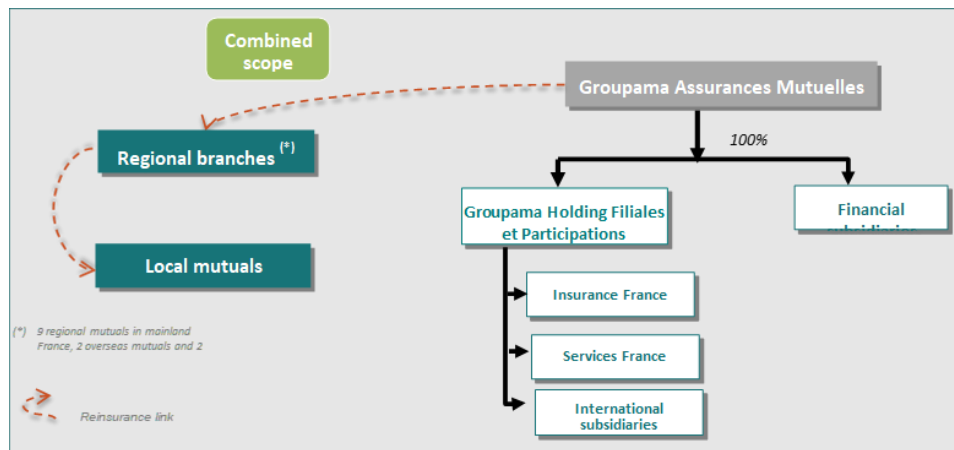 Combined
scope
Groupama Assurances Mutuelles
Regional branches (*)
100%
Groupama Holding Filiales
et Participations
Financial
Local mutuals
Insurance France
(*) 9 regional mutuals in mainland
France, 2 overseas mutuals and 2
Services France
Reinsurance link
International
subsidiaries